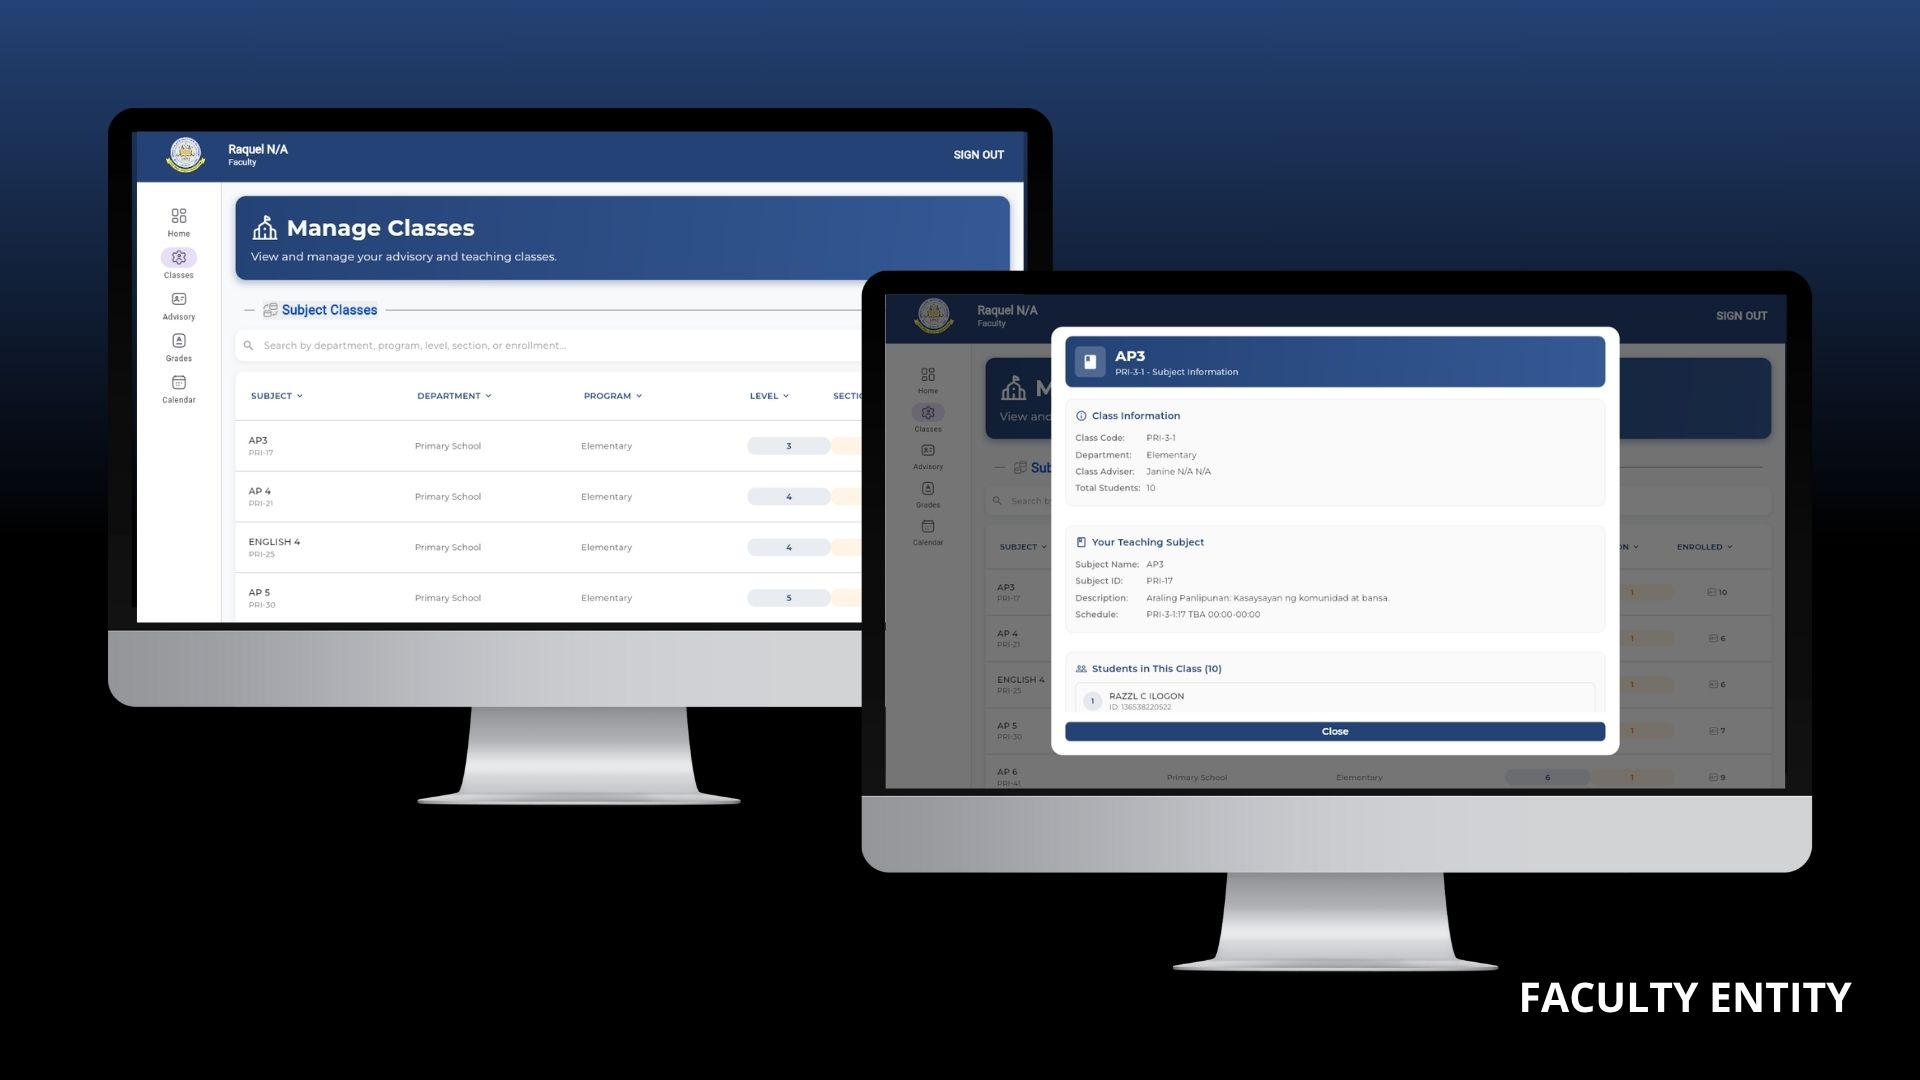 Raquel N/A
Faculty
SIGN OUT
Home
Classes
Advisory
Grades
Calendar
Manage Classes
View and manage your advisory and teaching classes.
Subject Classes
Search by department, program, level, section, or enrollment...
SUBJECT DEPARTMENT PROGRAM LEVEL SECTIO
AP3
PRI-17
Primary School Elementary 3
AP 4
PRI-21
Primary School Elementary 4
ENGLISH 4
PRI-25
Primary School Elementary 4
AP 5
PRI-30
Primary School Elementary 5
Raquel N/A
Faculty
SIGN OUT
Home
Classes
Advisory
Grades
Calendar
M
View and
Sub
Search by
SUBJECT ON ENROLLED
AP3
PRI-17
1 10
AP 4
PRI-21
1 6
ENGLISH 4
PRI-25
1 6
AP 5
PRI-30
1 7
AP 6
PRI-41
Primary School Elementary 6 1 9
AP3
PRI-3-1 - Subject Information
Class Information
Class Code: PRI-3-1
Department: Elementary
Class Adviser: Janine N/A N/A
Total Students: 10
Your Teaching Subject
Subject Name: AP3
Subject ID: PRI-17
Description: Araling Panlipunan: Kasaysayan ng komunidad at bansa.
Schedule: PRI-3-1:17 TBA 00:00-00:00
Students in This Class (10)
1 RAZZL C ILOGON
ID: 136538220522
Close
FACULTY ENTITY